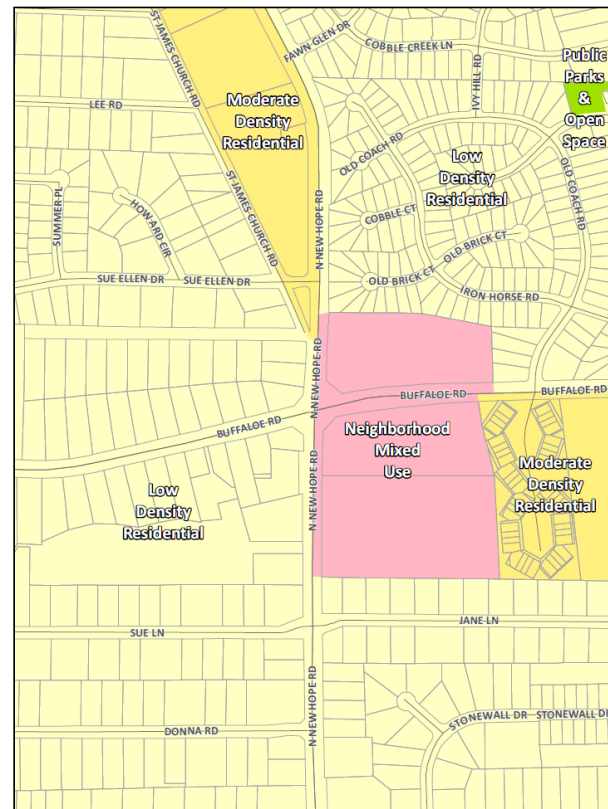 FAWN GLEN DR
COBBLE CREEK LN
ST JAMES CHURCH RD
IVY HILL RD
Public
Parks
&
Open
Space
LEE RD
Moderate
Density
Residential
OLD COACH RD
Low
Density
Residential
OLD COACH RD
SUMMER PL
HOWARD CIR
ST JAMES CHURCH RD
N NEW HOPE RD
COBBLE CT
OLD BRICK CT
OLD BRICK CT
SUE ELLEN DR
SUE ELLEN DR
IRON HORSE RD
N NEW HOPE RD
BUFFALOE RD
BUFFALOE RD
BUFFALOE RD
Neighborhood
Mixed
Use
N NEW HOPE RD
Moderate
Density
Residential
Low
Density
Residential
SUE LN
JANE LN
N NEW HOPE RD
DONNA RD
STONEWALL DR
STONEWALL DR